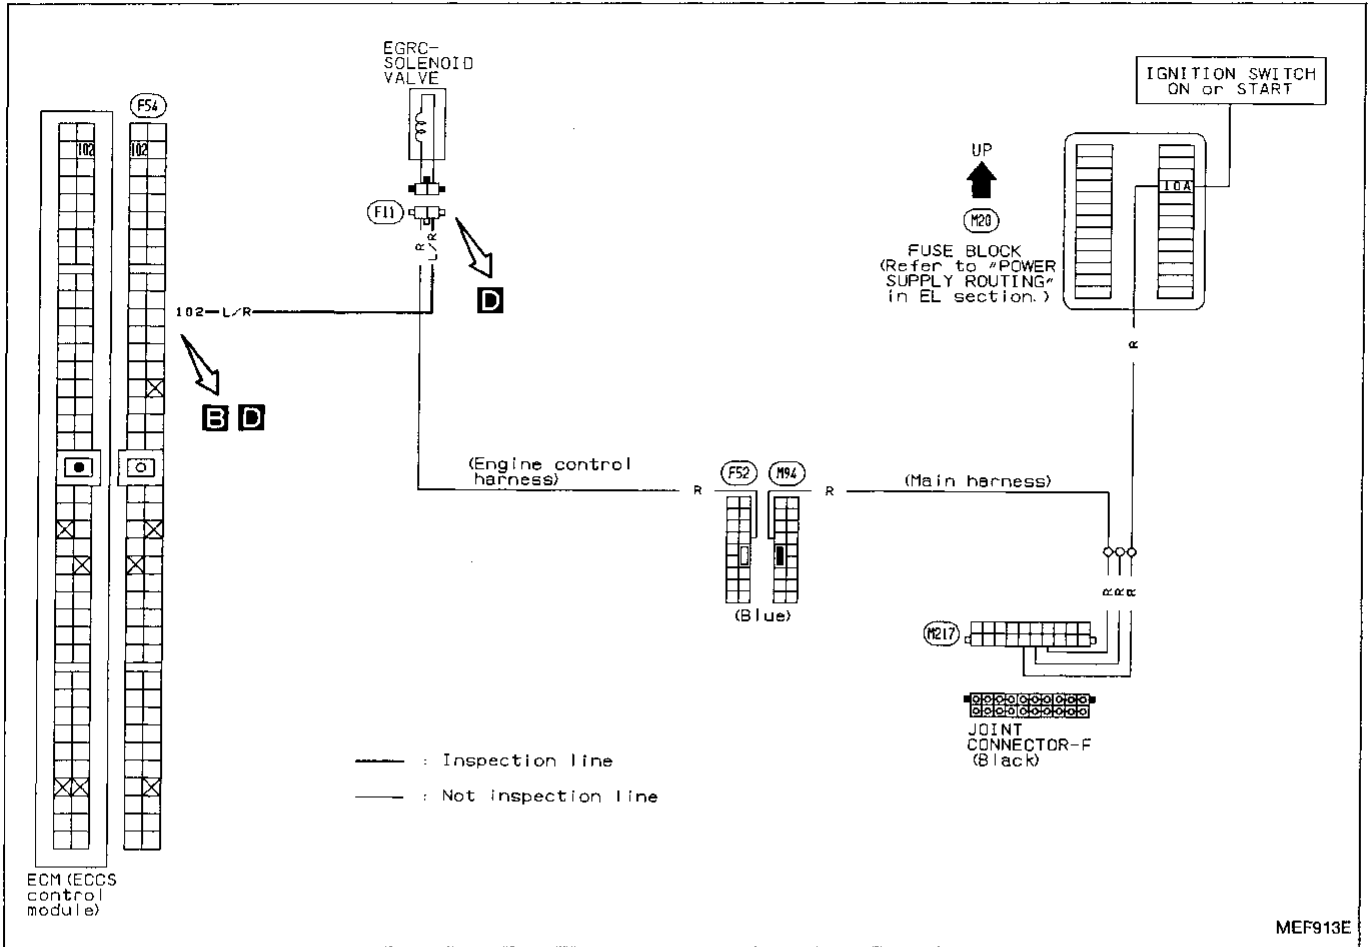 EGRC-
SOLENOID
VALVE
IGNITION SWITCH
ON or START
F54
102
102
UP
10A
F11
R
L/R
M20
FUSE BLOCK
(Refer to "POWER
SUPPLY ROUTING"
in EL section.)
D
102-L/R
R
B D
(Engine control
harness)
R
F52
M94
R
(Main harness)
(Blue)
R
R
R
M217
JOINT
CONNECTOR-F
(Black)
: Inspection line
: Not inspection line
ECM (ECCS
control
module)
MEF913E